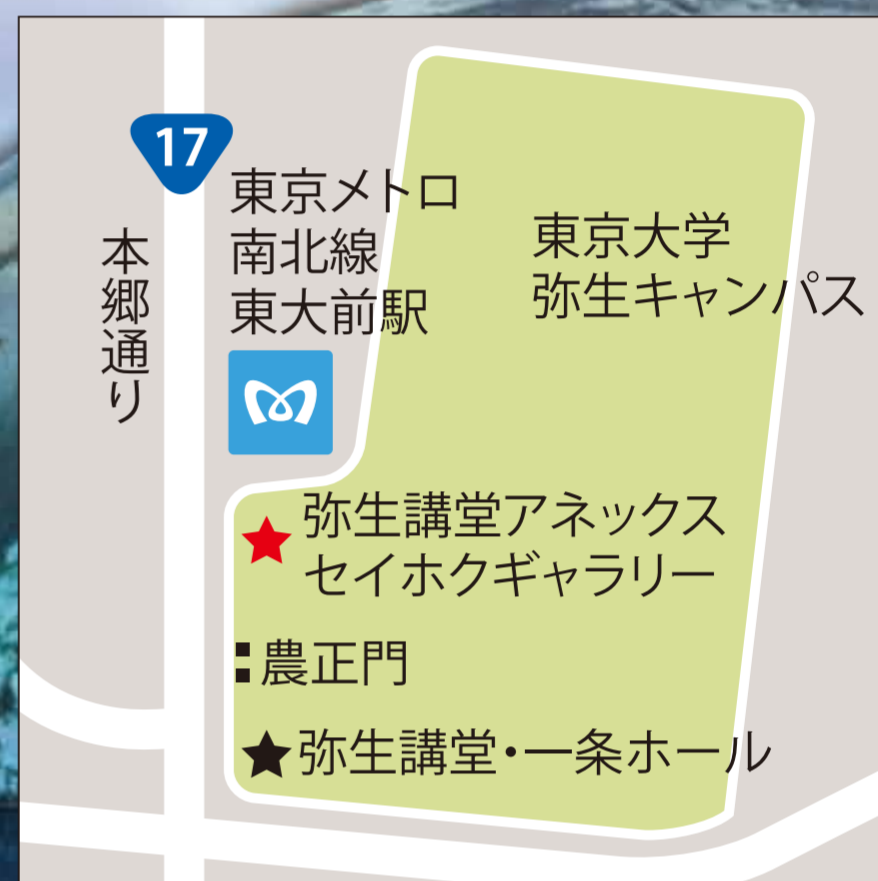 17
東京メトロ
南北線
東大前駅
本郷通り
東京大学
弥生キャンパス
弥生講堂アネックス
セイホクギャラリー
農正門
弥生講堂・一条ホール